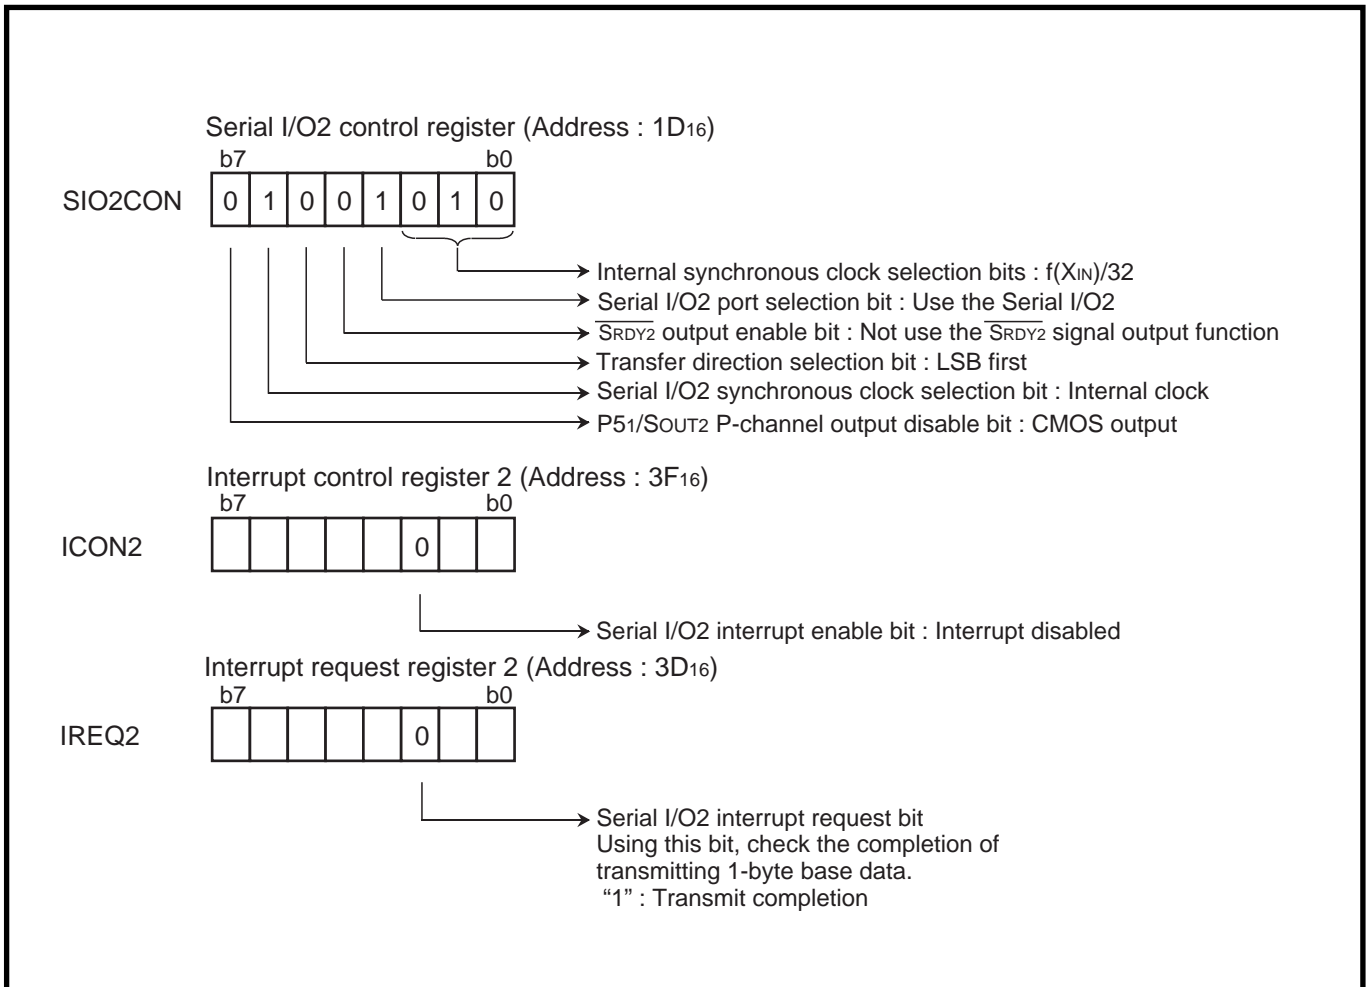 Serial I/O2 control register (Address : 1D16)
b7 b0
SIO2CON 0 1 0 0 1 0 1 0
Internal synchronous clock selection bits : f(XIN)/32
Serial I/O2 port selection bit : Use the Serial I/O2
SRDY2 output enable bit : Not use the SRDY2 signal output function
Transfer direction selection bit : LSB first
Serial I/O2 synchronous clock selection bit : Internal clock
P51/SOUT2 P-channel output disable bit : CMOS output
Interrupt control register 2 (Address : 3F16)
b7 b0
ICON2 0
Serial I/O2 interrupt enable bit : Interrupt disabled
Interrupt request register 2 (Address : 3D16)
b7 b0
IREQ2 0
Serial I/O2 interrupt request bit
Using this bit, check the completion of
transmitting 1-byte base data.
“1” : Transmit completion